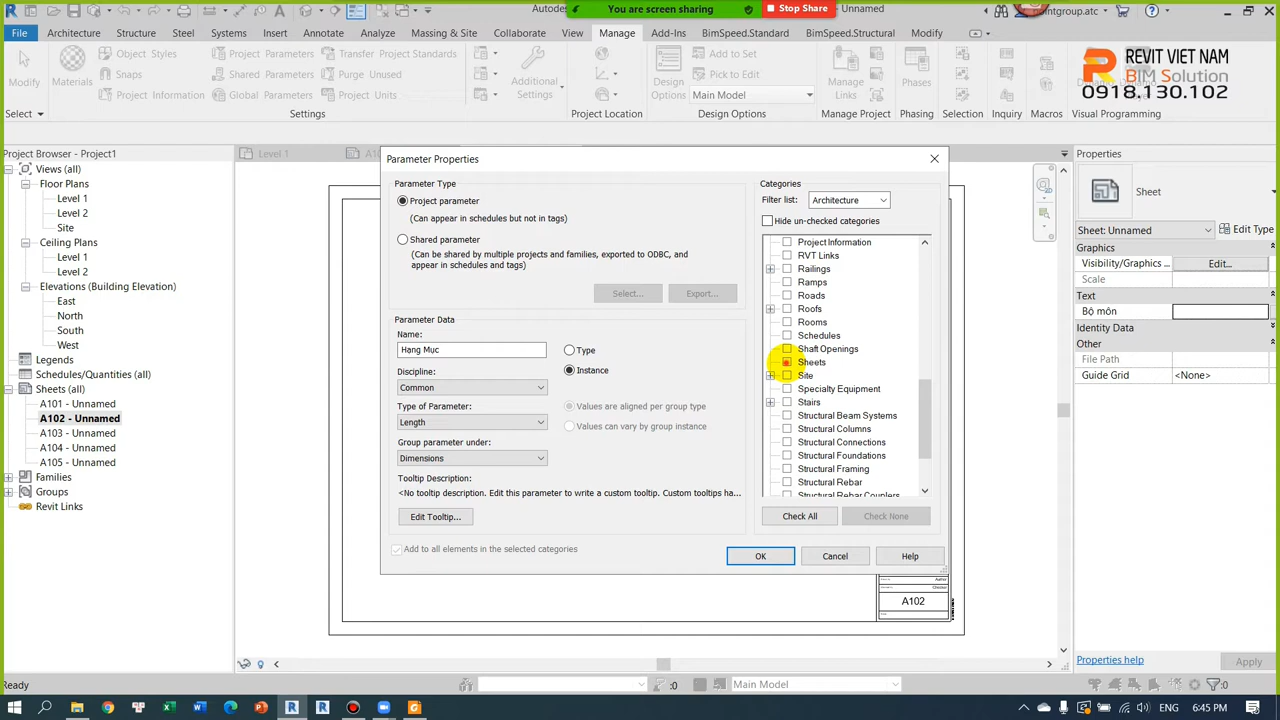 You are screen sharing
Stop Share
Unnamed
File
Architecture
Structure
Steel
Systems
Insert
Annotate
Analyze
Massing & Site
Collaborate
View
Manage
Add-Ins
BimSpeed.Standard
BimSpeed.Structural
Modify
Modify
Materials
Object Styles
Snaps
Project Information
Project Parameters
Shared Parameters
Global Parameters
Transfer Project Standards
Purge Unused
Project Units
Additional Settings
Design Options
Add to Set
Pick to Edit
Main Model
Manage Links
Phases
REVIT VIET NAM
BIM Solution
0918.130.102
Select
Settings
Project Location
Design Options
Manage Project
Phasing
Selection
Inquiry
Macros
Visual Programming
Project Browser - Project1
Views (all)
Floor Plans
Level 1
Level 2
Site
Ceiling Plans
Level 1
Level 2
Elevations (Building Elevation)
East
North
South
West
Legends
Schedules/Quantities (all)
Sheets (all)
A101 - Unnamed
A102 - Unnamed
A103 - Unnamed
A104 - Unnamed
A105 - Unnamed
Families
Groups
Revit Links
Level 1
Parameter Properties
Parameter Type
Project parameter
(Can appear in schedules but not in tags)
Shared parameter
(Can be shared by multiple projects and families, exported to ODBC, and
appear in schedules and tags)
Select...
Export...
Parameter Data
Name:
Hang Muc
Type
Discipline:
Instance
Common
Type of Parameter:
Values are aligned per group type
Length
Values can vary by group instance
Group parameter under:
Dimensions
Tooltip Description:
<No tooltip description. Edit this parameter to write a custom tooltip. Custom tooltips ha...
Edit Tooltip...
Add to all elements in the selected categories
Categories
Filter list:
Architecture
Hide un-checked categories
Project Information
RVT Links
Railings
Ramps
Roads
Roofs
Rooms
Schedules
Shaft Openings
Sheets
Site
Specialty Equipment
Stairs
Structural Beam Systems
Structural Columns
Structural Connections
Structural Foundations
Structural Framing
Structural Rebar
Structural Rebar Couplers
Check All
Check None
OK
Cancel
Help
Author
Checker
A102
Properties
Sheet
Sheet: Unnamed
Edit Type
Graphics
Visibility/Graphics ...
Edit...
Scale
Text
Bộ môn
Identity Data
Other
File Path
Guide Grid
<None>
Properties help
Apply
Ready
:0
Main Model
:0
ENG
6:45 PM